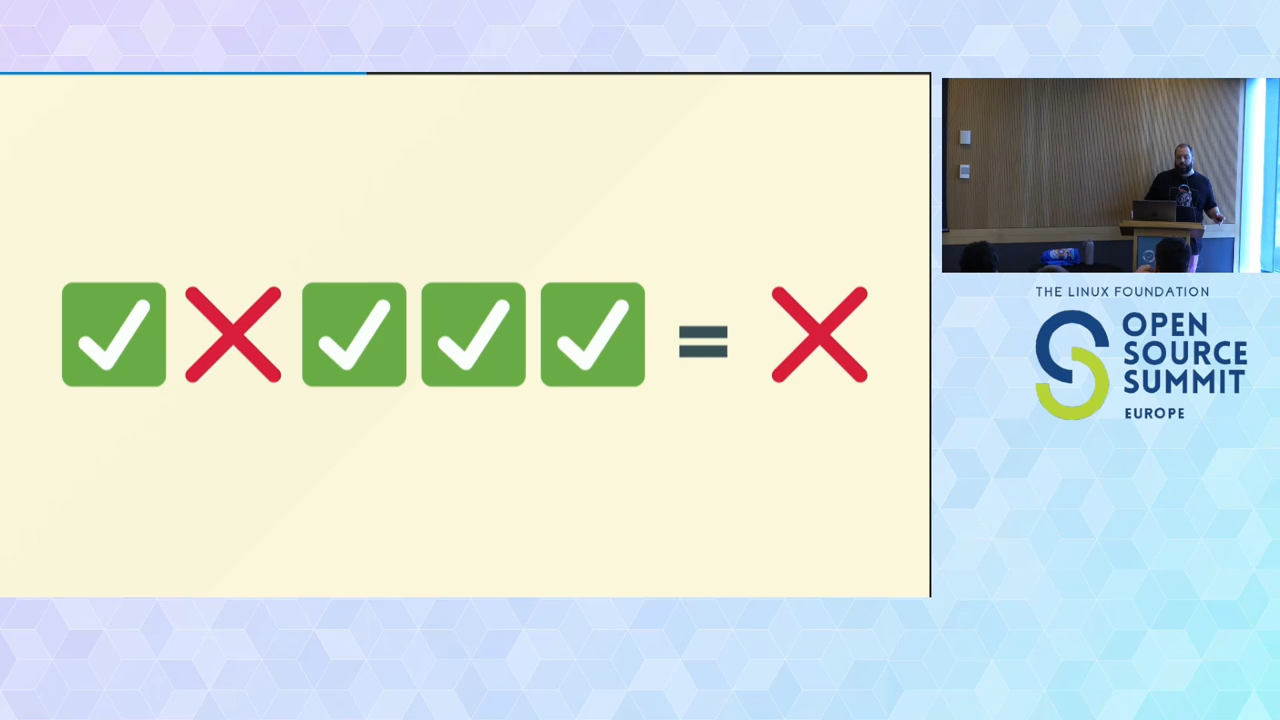 THE LINUX FOUNDATION
OPEN
SOURCE
SUMMIT
EUROPE